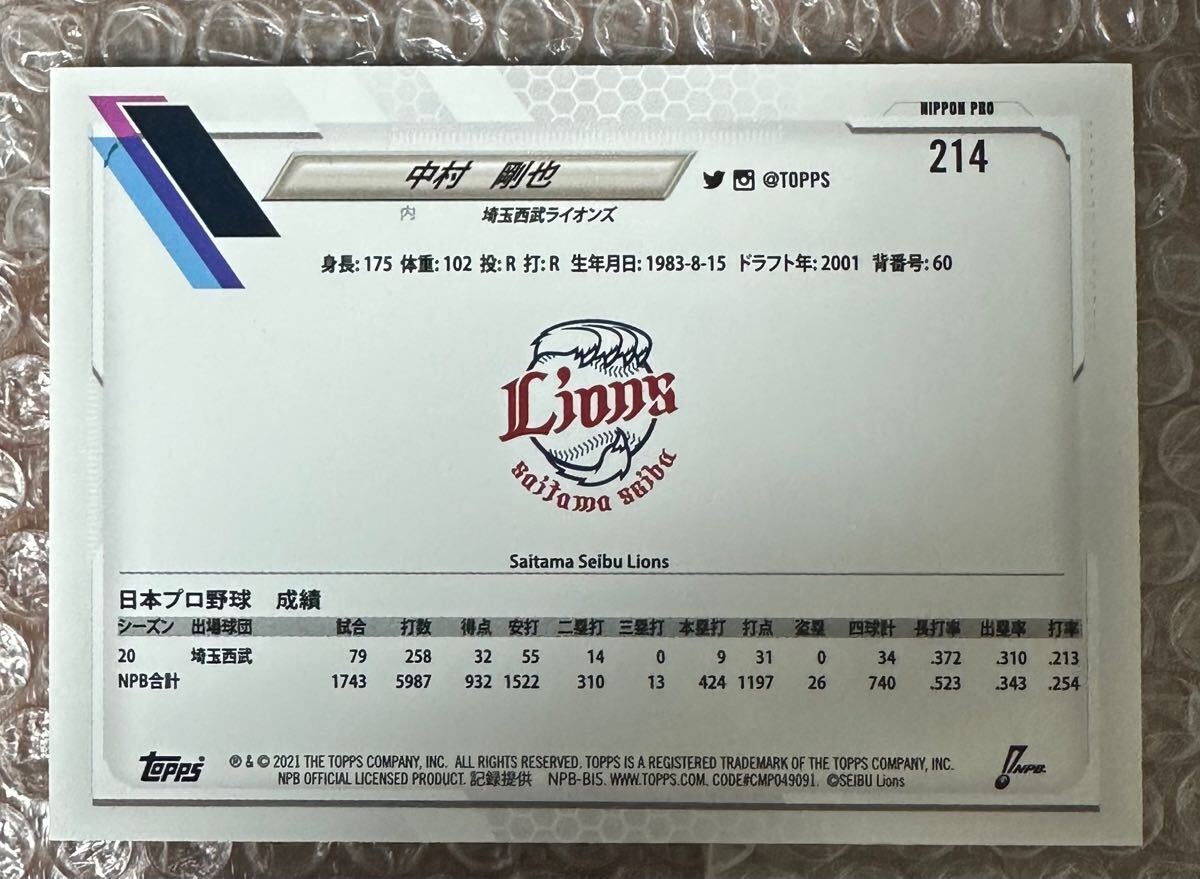 NIPPON PRO
214
中村 剛也
@TOPPS
内 埼玉西武ライオンズ
身長: 175 体重: 102 投: R 打: R 生年月日: 1983-8-15 ドラフト年: 2001 背番号: 60
Lions
Saitama Seibu
Saitama Seibu Lions
日本プロ野球 成績
シーズン 出場球団 試合 打数 得点 安打 二塁打 三塁打 本塁打 打点 盗塁 四球計 長打率 出塁率 打率
20 埼玉西武 79 258 32 55 14 0 9 31 0 34 .372 .310 .213
NPB合計 1743 5987 932 1522 310 13 424 1197 26 740 .523 .343 .254
topps
® & © 2021 THE TOPPS COMPANY, INC. ALL RIGHTS RESERVED. TOPPS IS A REGISTERED TRADEMARK OF THE TOPPS COMPANY, INC.
NPB OFFICIAL LICENSED PRODUCT. 記録提供 NPB-BIS. WWW.TOPPS.COM. CODE#CMP049091. ©SEIBU Lions
NPB